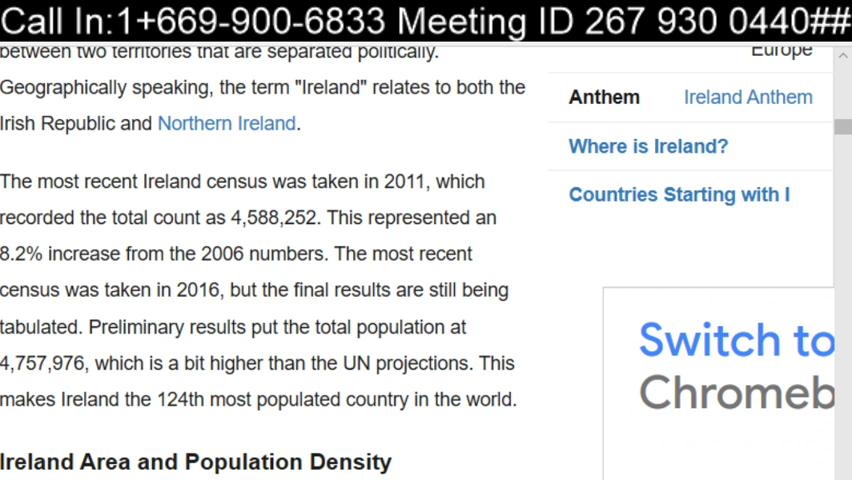 Call In:1+669-900-6833 Meeting ID 267 930 0440##
between two territories that are separated politically.
Geographically speaking, the term "Ireland" relates to both the
Irish Republic and Northern Ireland.
The most recent Ireland census was taken in 2011, which
recorded the total count as 4,588,252. This represented an
8.2% increase from the 2006 numbers. The most recent
census was taken in 2016, but the final results are still being
tabulated. Preliminary results put the total population at
4,757,976, which is a bit higher than the UN projections. This
makes Ireland the 124th most populated country in the world.
Ireland Area and Population Density
Europe
Anthem Ireland Anthem
Where is Ireland?
Countries Starting with I
Switch to
Chromeb